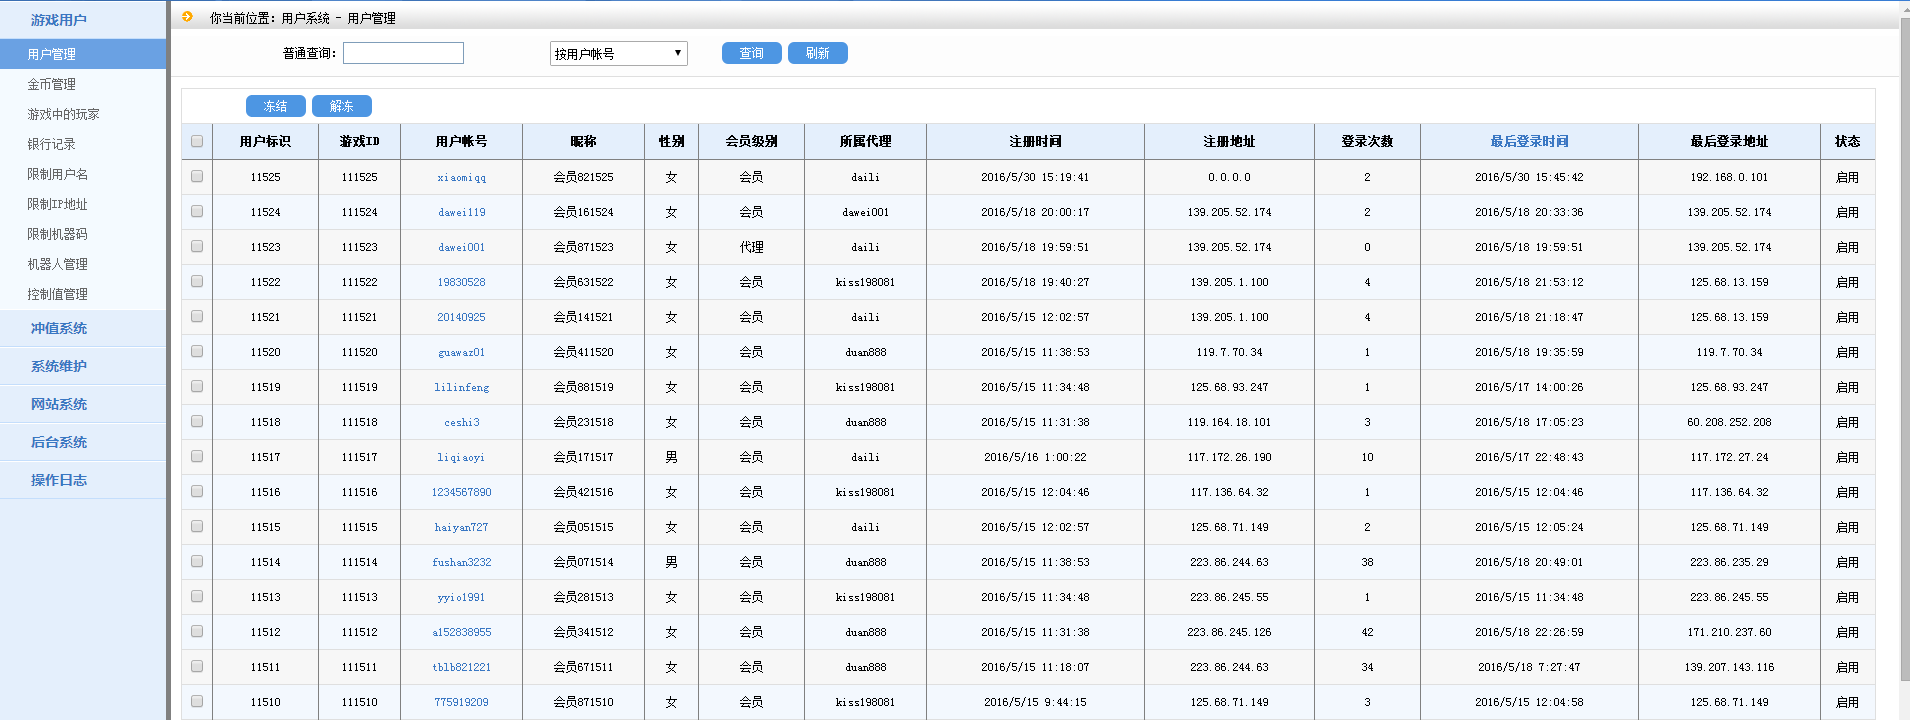 游戏用户
用户管理
金币管理
游戏中的玩家
银行记录
限制用户名
限制IP地址
限制机器码
机器人管理
控制值管理
冲值系统
系统维护
网站系统
后台系统
操作日志
你当前位置：用户系统 - 用户管理
普通查询： 按用户帐号 查询 刷新
冻结 解冻
用户标识 游戏ID 用户帐号 昵称 性别 会员级别 所属代理 注册时间 注册地址 登录次数 最后登录时间 最后登录地址 状态
11525 111525 xiaomiqq 会员821525 女 会员 daili 2016/5/30 15:19:41 0.0.0.0 2 2016/5/30 15:45:42 192.168.0.101 启用
11524 111524 dawei119 会员161524 女 会员 dawei001 2016/5/18 20:00:17 139.205.52.174 2 2016/5/18 20:33:36 139.205.52.174 启用
11523 111523 dawei001 会员871523 女 代理 daili 2016/5/18 19:59:51 139.205.52.174 0 2016/5/18 19:59:51 139.205.52.174 启用
11522 111522 19830528 会员631522 女 会员 kiss198081 2016/5/18 19:40:27 139.205.1.100 4 2016/5/18 21:53:12 125.68.13.159 启用
11521 111521 20140925 会员141521 女 会员 daili 2016/5/15 12:02:57 139.205.1.100 4 2016/5/18 21:18:47 125.68.13.159 启用
11520 111520 guawaz01 会员411520 女 会员 duan888 2016/5/15 11:38:53 119.7.70.34 1 2016/5/18 19:35:59 119.7.70.34 启用
11519 111519 lilinfeng 会员881519 女 会员 kiss198081 2016/5/15 11:34:48 125.68.93.247 1 2016/5/17 14:00:26 125.68.93.247 启用
11518 111518 ceshi3 会员231518 女 会员 duan888 2016/5/15 11:31:38 119.164.18.101 3 2016/5/18 17:05:23 60.208.252.208 启用
11517 111517 liqiaoyi 会员171517 男 会员 daili 2016/5/16 1:00:22 117.172.26.190 10 2016/5/17 22:48:43 117.172.27.24 启用
11516 111516 1234567890 会员421516 女 会员 kiss198081 2016/5/15 12:04:46 117.136.64.32 1 2016/5/15 12:04:46 117.136.64.32 启用
11515 111515 haiyan727 会员051515 女 会员 daili 2016/5/15 12:02:57 125.68.71.149 2 2016/5/15 12:05:24 125.68.71.149 启用
11514 111514 fushan3232 会员071514 男 会员 duan888 2016/5/15 11:38:53 223.86.244.63 38 2016/5/18 20:49:01 223.86.235.29 启用
11513 111513 yyio1991 会员281513 女 会员 kiss198081 2016/5/15 11:34:48 223.86.245.55 1 2016/5/15 11:34:48 223.86.245.55 启用
11512 111512 a152838955 会员341512 女 会员 duan888 2016/5/15 11:31:38 223.86.245.126 42 2016/5/18 22:26:59 171.210.237.60 启用
11511 111511 tblb821221 会员671511 女 会员 duan888 2016/5/15 11:18:07 223.86.244.63 34 2016/5/18 7:27:47 139.207.143.116 启用
11510 111510 775919209 会员871510 女 会员 kiss198081 2016/5/15 9:44:15 125.68.71.149 3 2016/5/15 12:04:58 125.68.71.149 启用